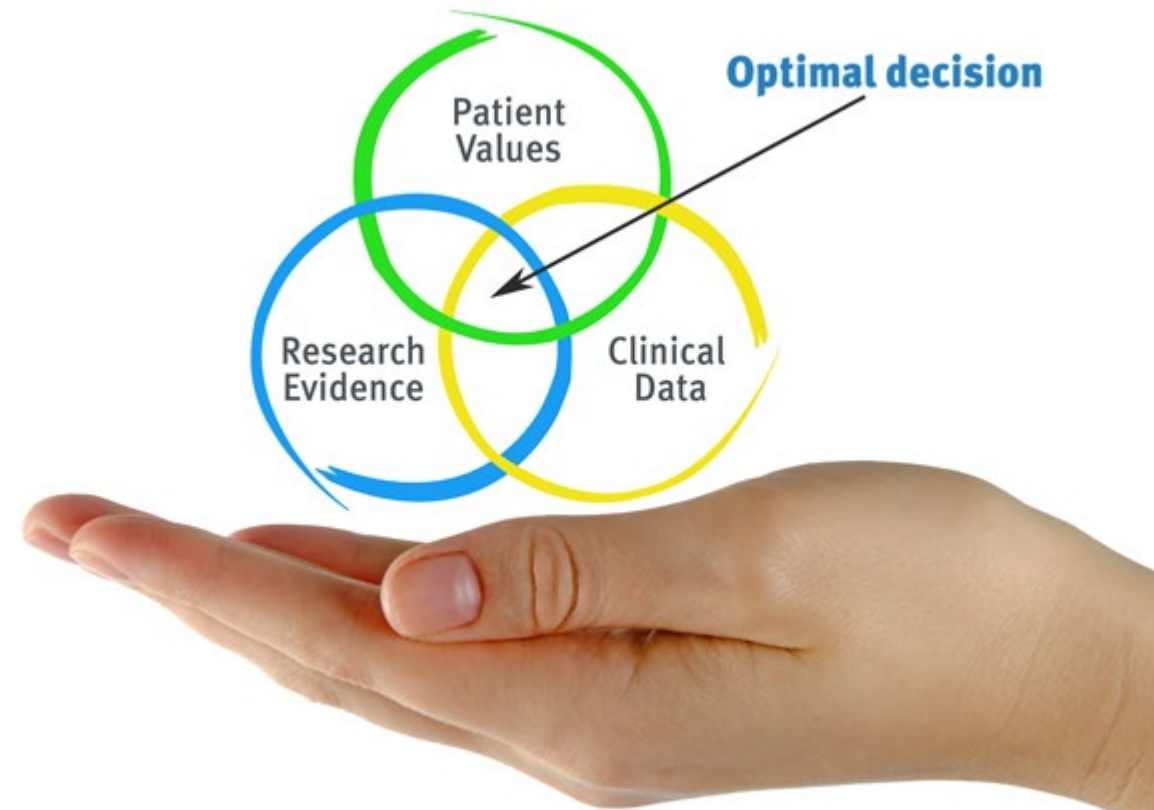 Optimal decision
Patient
Values
Research
Evidence
Clinical
Data